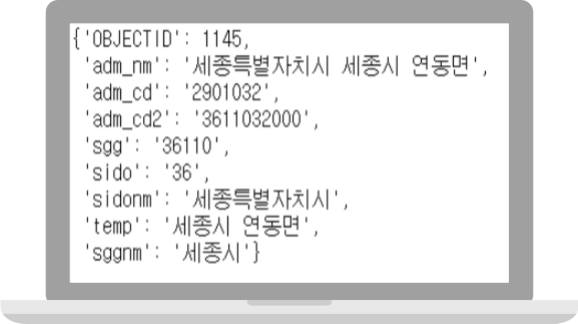 {'OBJECTID': 1145,
'adm_nm': '세종특별자치시 세종시 연동면',
'adm_cd': '2901032',
'adm_cd2': '3611032000',
'sgg': '36110',
'sido': '36',
'sidonm': '세종특별자치시',
'temp': '세종시 연동면',
'sggnm': '세종시'}